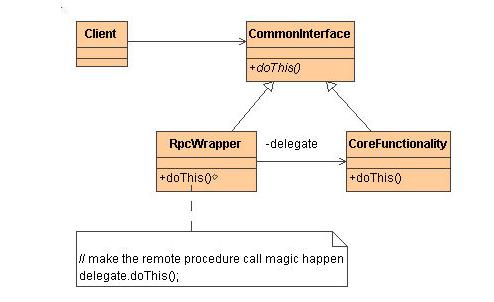 Client
CommonInterface
+doThis()
RpcWrapper
-delegate
CoreFunctionality
+doThis()
+doThis()
// make the remote procedure call magic happen
delegate.doThis();